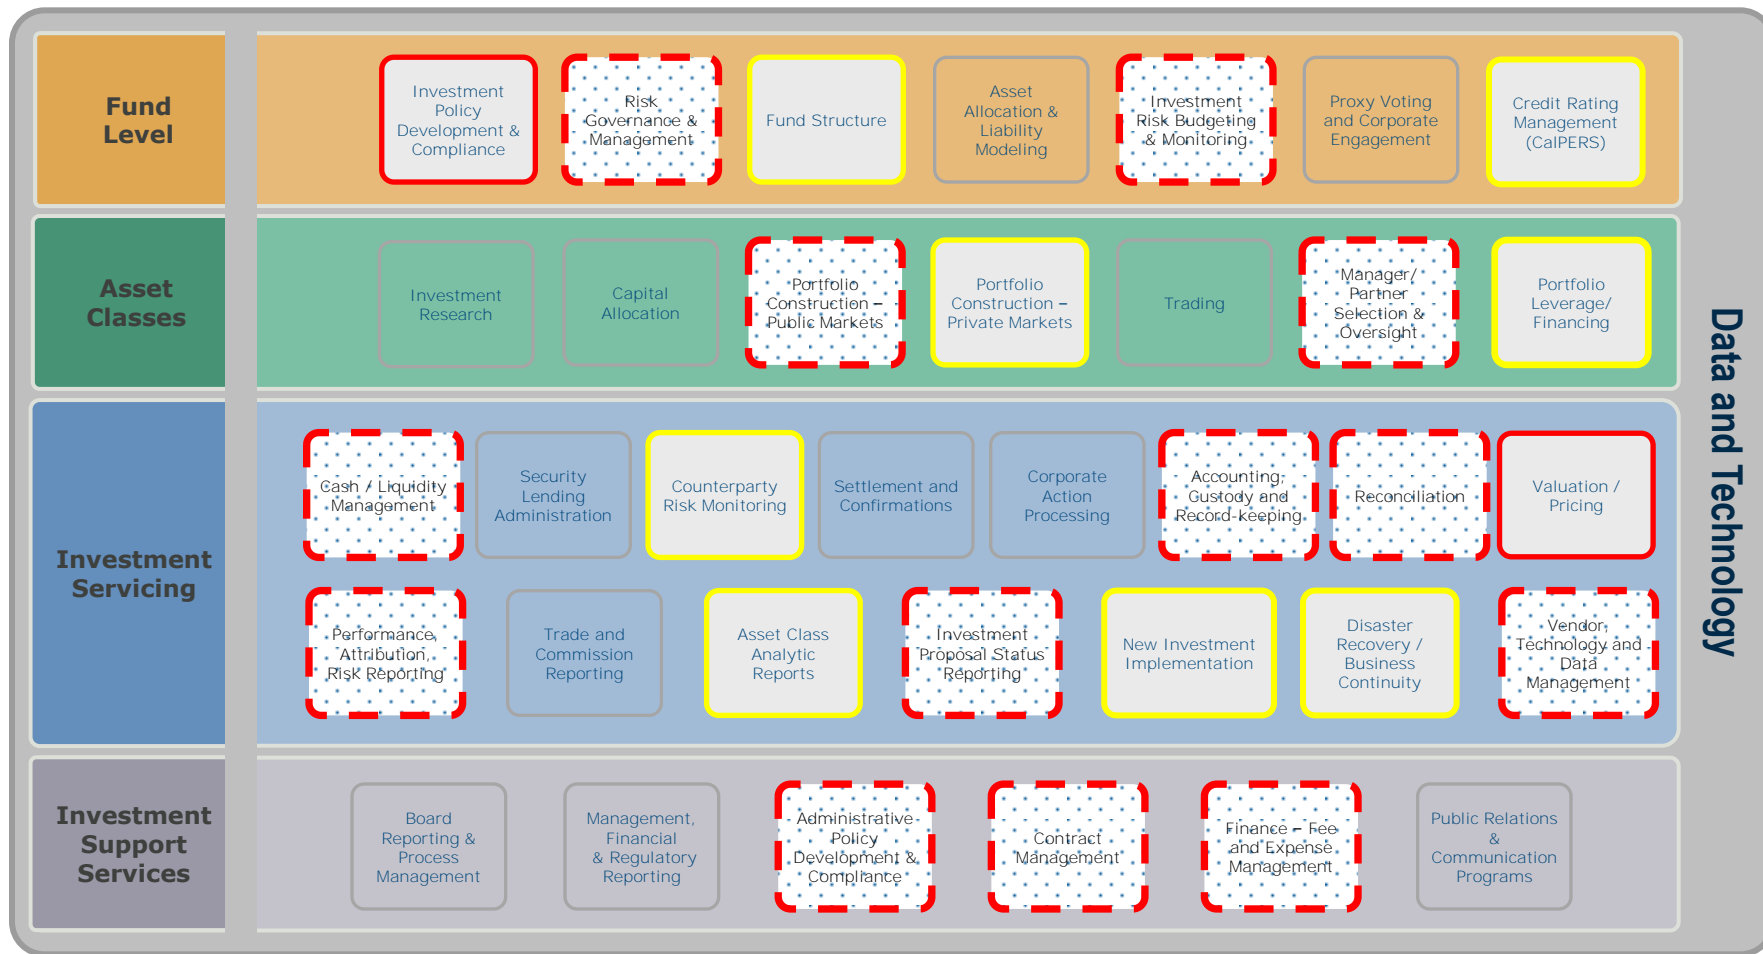 Fund
Level
Investment
Policy
Development &
Compliance
Risk
Governance &
Management
Fund Structure
Asset
Allocation &
Liability
Modeling
Investment
Risk Budgeting
& Monitoring
Proxy Voting
and Corporate
Engagement
Credit Rating
Management
(CalPERS)
Asset
Classes
Investment
Research
Capital
Allocation
Portfolio
Construction –
Public Markets
Portfolio
Construction –
Private Markets
Trading
Manager/
Partner
Selection &
Oversight
Portfolio
Leverage/
Financing
Investment
Servicing
Cash / Liquidity
Management
Security
Lending
Administration
Counterparty
Risk Monitoring
Settlement and
Confirmations
Corporate
Action
Processing
Accounting,
Custody and
Record-keeping
Reconciliation
Valuation /
Pricing
Performance,
Attribution,
Risk Reporting
Trade and
Commission
Reporting
Asset Class
Analytic
Reports
Investment
Proposal Status
Reporting
New Investment
Implementation
Disaster
Recovery /
Business
Continuity
Vendor,
Technology and
Data
Management
Investment
Support
Services
Board
Reporting &
Process
Management
Management,
Financial
& Regulatory
Reporting
Administrative
Policy
Development &
Compliance
Contract
Management
Finance – Fee
and Expense
Management
Public Relations
&
Communication
Programs
Data and Technology